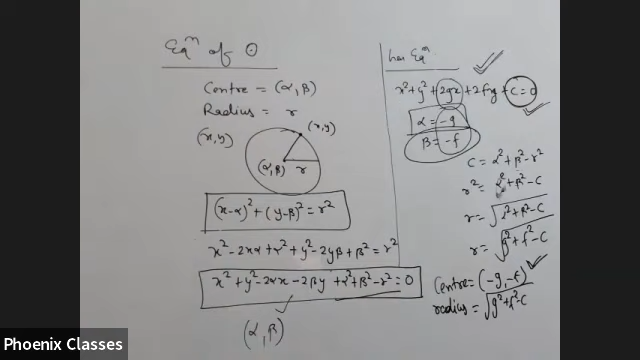 Eqⁿ of ⊙
Centre = (α, β)
Radius = r
(x, y)
(x, y)
(α, β) r
(x-α)² + (y-β)² = r²
x² - 2xα + α² + y² - 2yβ + β² = r²
x² + y² - 2αx - 2βy + α² + β² - r² = 0
(α, β)
has Eqⁿ
x² + y² + 2gx + 2fy + C = 0
α = -g
β = -f
C = α² + β² - r²
r² = α² + β² - C
r = √α² + β² - C
r = √g² + f² - C
Centre = (-g, -f)
radius = √g² + f² - C
Phoenix Classes